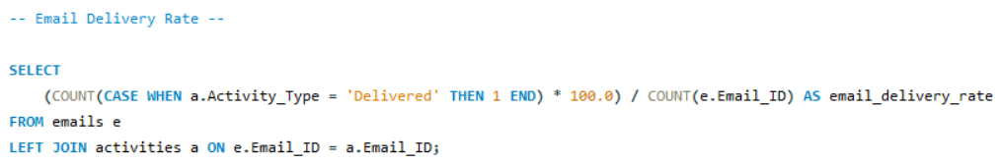 -- Email Delivery Rate --
SELECT
(COUNT(CASE WHEN a.Activity_Type = 'Delivered' THEN 1 END) * 100.0) / COUNT(e.Email_ID) AS email_delivery_rate
FROM emails e
LEFT JOIN activities a ON e.Email_ID = a.Email_ID;